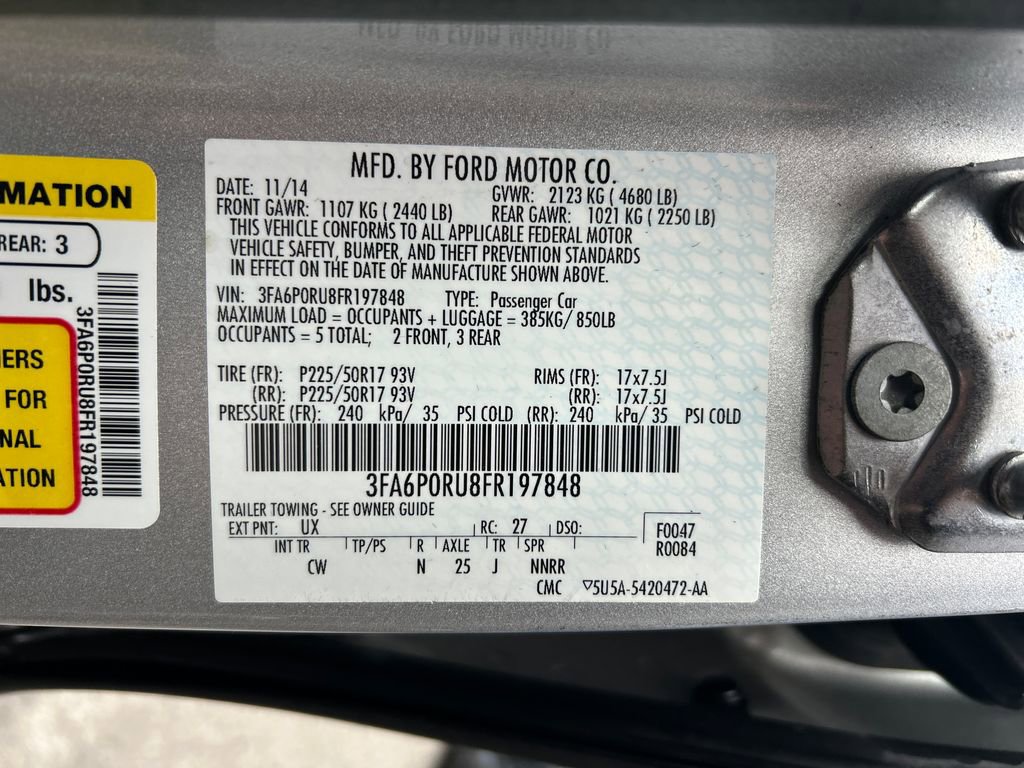 MFD. BY FORD MOTOR CO.
DATE: 11/14 GVWR: 2123 KG ( 4680 LB)
FRONT GAWR: 1107 KG ( 2440 LB) REAR GAWR: 1021 KG ( 2250 LB)
THIS VEHICLE CONFORMS TO ALL APPLICABLE FEDERAL MOTOR
VEHICLE SAFETY, BUMPER, AND THEFT PREVENTION STANDARDS
IN EFFECT ON THE DATE OF MANUFACTURE SHOWN ABOVE.
VIN: 3FA6P0RU8FR197848 TYPE: Passenger Car
MAXIMUM LOAD = OCCUPANTS + LUGGAGE = 385KG/ 850LB
OCCUPANTS = 5 TOTAL; 2 FRONT, 3 REAR
TIRE (FR): P225/50R17 93V RIMS (FR): 17x7.5J
(RR): P225/50R17 93V (RR): 17x7.5J
PRESSURE (FR): 240 kPa/ 35 PSI COLD (RR): 240 kPa/ 35 PSI COLD
3FA6P0RU8FR197848
TRAILER TOWING - SEE OWNER GUIDE
EXT PNT: UX RC: 27 DSO: F0047
R0084
INT TR TP/PS R AXLE TR SPR
CW N 25 J NNRR
CMC ▽5U5A-5420472-AA
RMATION
REAR: 3
lbs.
3FA6P0RU8FR197848
HERS
FOR
NAL
ATION